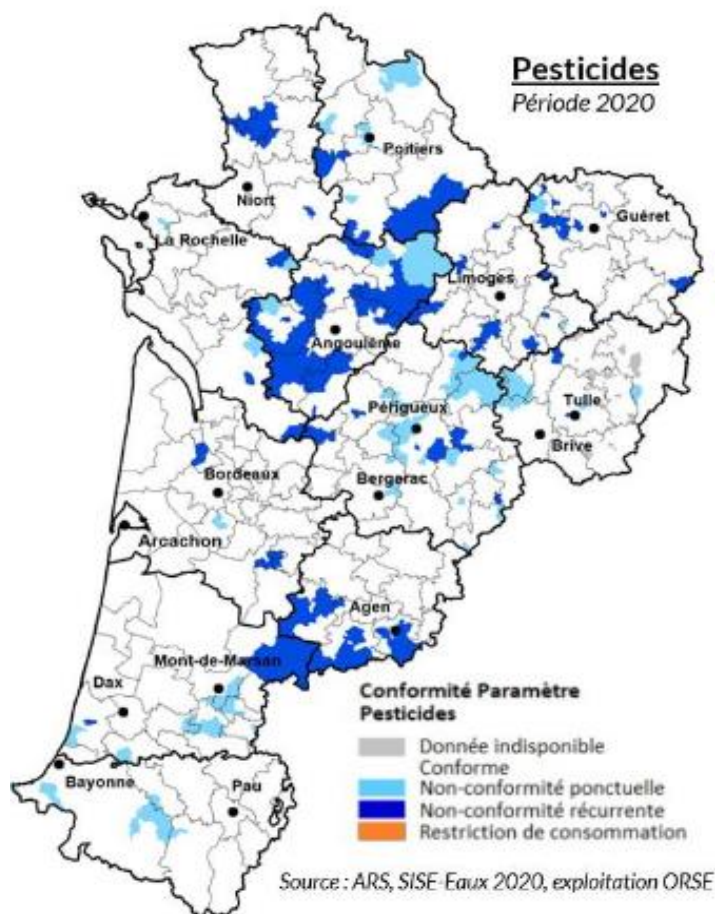 Pesticides
Période 2020
Poitiers
Niort
La Rochelle
Guéret
Limoges
Angoulême
Périgueux
Tulle
Brive
Bordeaux
Bergerac
Arcachon
Agen
Mont-de-Marsan
Dax
Bayonne
Pau
Conformité Paramètre
Pesticides
Donnée indisponible
Conforme
Non-conformité ponctuelle
Non-conformité récurrente
Restriction de consommation
Source : ARS, SISE-Eaux 2020, exploitation ORSE